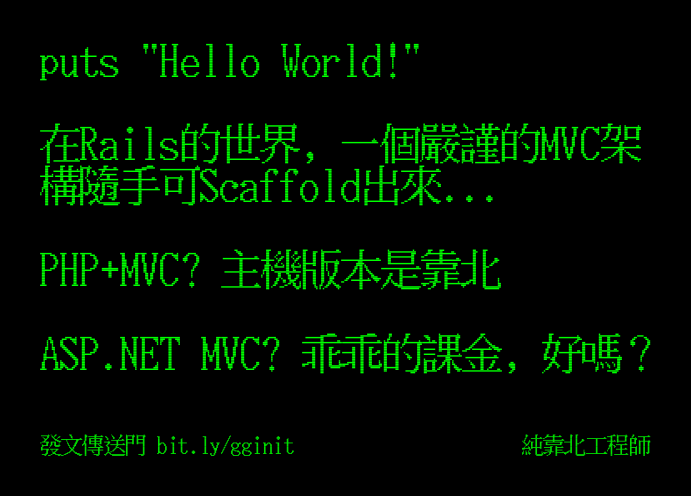 puts "Hello World!"
在Rails的世界，一個嚴謹的MVC架
構隨手可Scaffold出來...
PHP+MVC? 主機版本是靠北
ASP.NET MVC? 乖乖的課金，好嗎？
發文傳送門 bit.ly/gginit
純靠北工程師